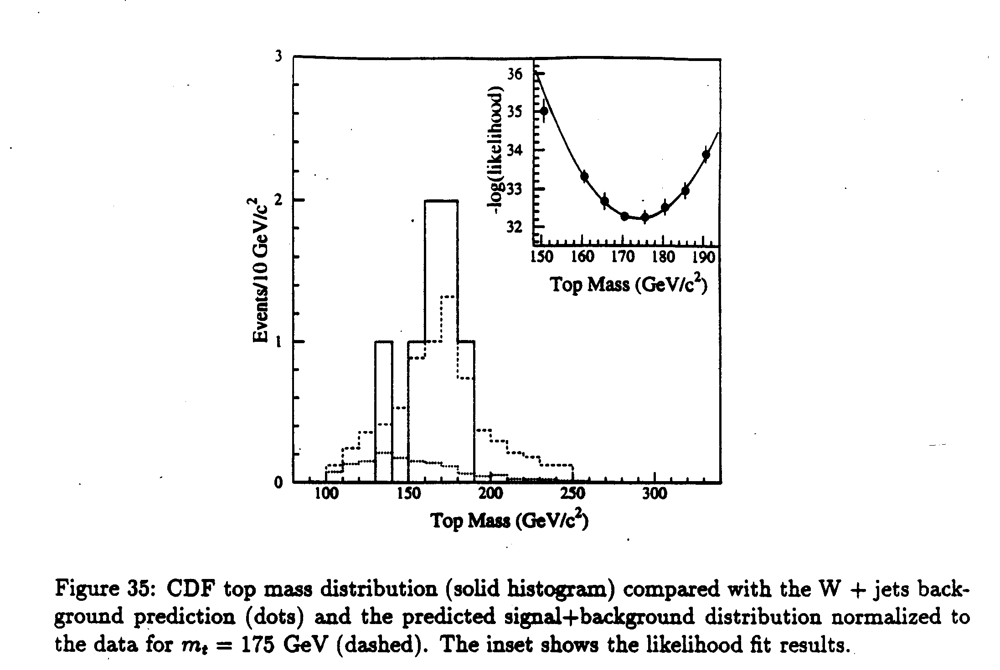 3
2
1
0
Events/10 GeV/c²
100 150 200 250 300
Top Mass (GeV/c²)
36
35
34
33
32
-log(likelihood)
150 160 170 180 190
Top Mass (GeV/c²)
Figure 35: CDF top mass distribution (solid histogram) compared with the W + jets back-
ground prediction (dots) and the predicted signal+background distribution normalized to
the data for mₜ = 175 GeV (dashed). The inset shows the likelihood fit results.